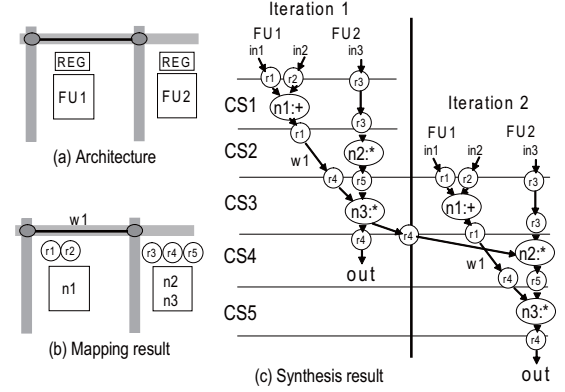 REG
REG
FU1
FU2
(a) Architecture
w1
r1 r2
r3 r4 r5
n1
n2
n3
(b) Mapping result
Iteration 1
FU1 FU2
in1 in2 in3
r1 r2 r3
CS1
n1:+
r3
r1
CS2
n2:*
w1
r4 r5
CS3
n3:*
r4 r4
out
CS4
CS5
Iteration 2
FU1 FU2
in1 in2 in3
r1 r2 r3
n1:+
r3
r1
n2:*
w1
r4 r5
n3:*
r4
out
(c) Synthesis result